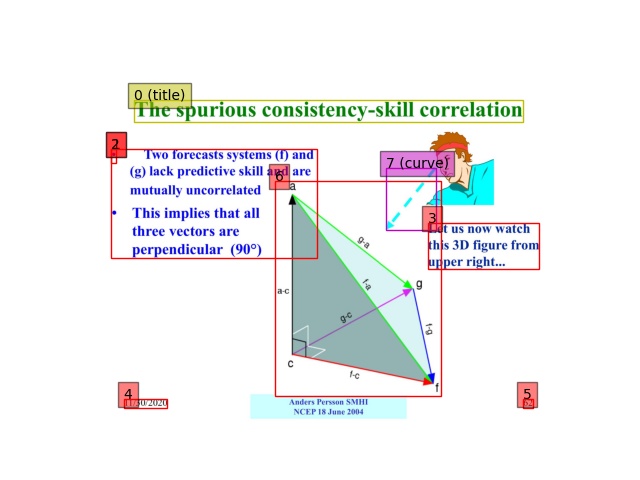 0 (title)
The spurious consistency-skill correlation
2
Two forecasts systems (f) and
(g) lack predictive skill and are
mutually uncorrelated
• This implies that all
three vectors are
perpendicular (90°)
6
7 (curve)
3
Let us now watch
this 3D figure from
upper right...
a
g-a
f-a
a-c
g
g-c
f-g
c
f-c
f
4
11/30/2020
Anders Persson SMHI
NCEP 18 June 2004
5